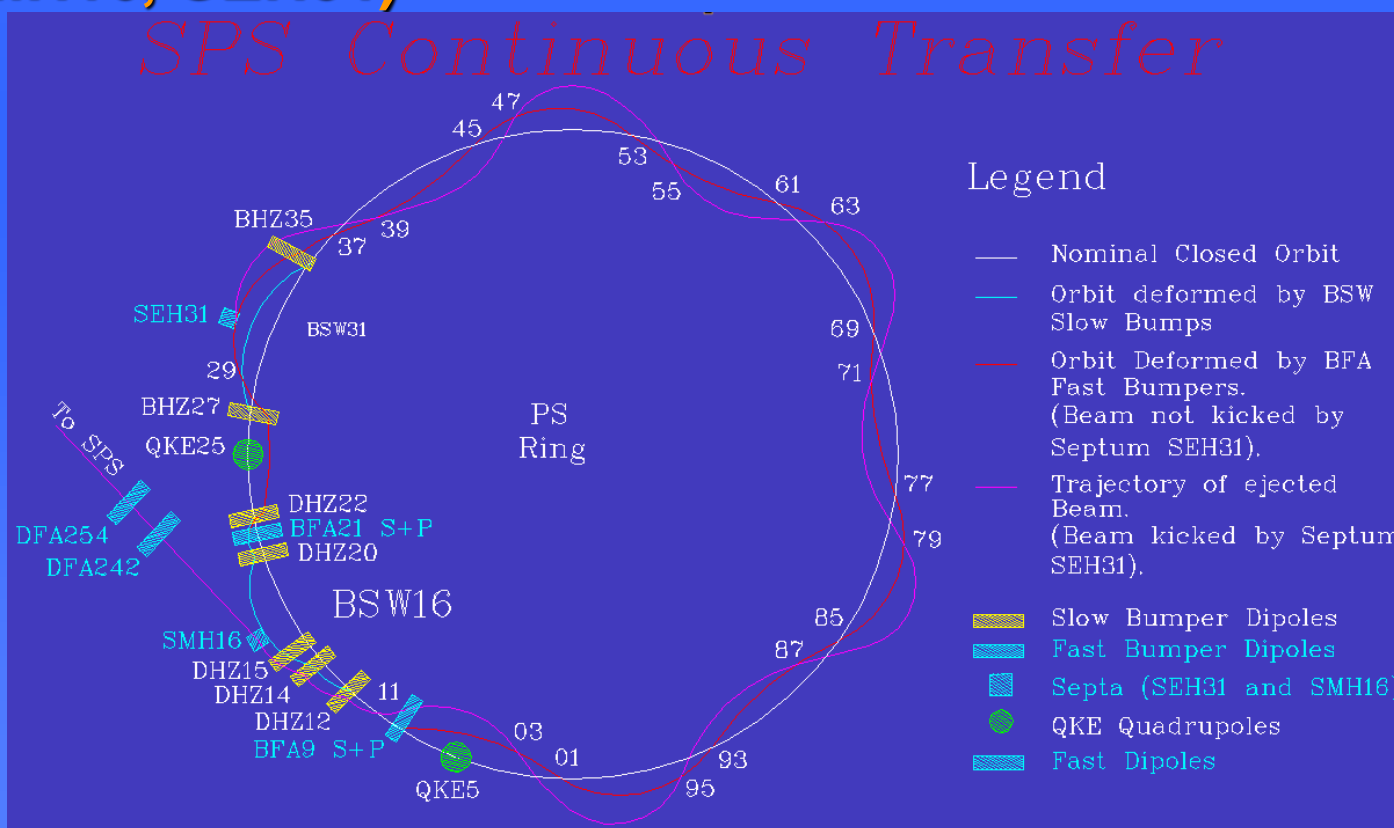 SPS Continuous Transfer
47
45
53
55
61
63
BHZ35
37
39
SEH31
BSW31
69
29
71
BHZ27
PS
Ring
To SPS
QKE25
77
DHZ22
BFA21 S+P
DHZ20
DFA254
DFA242
79
BSW16
85
SMH16
87
DHZ15
DHZ14
11
DHZ12
BFA9 S+P
03
01
93
95
QKE5
Legend
Nominal Closed Orbit
Orbit deformed by BSW
Slow Bumps
Orbit Deformed by BFA
Fast Bumpers.
(Beam not kicked by
Septum SEH31).
Trajectory of ejected
Beam.
(Beam kicked by Septum
SEH31).
Slow Bumper Dipoles
Fast Bumper Dipoles
Septa (SEH31 and SMH16)
QKE Quadrupoles
Fast Dipoles